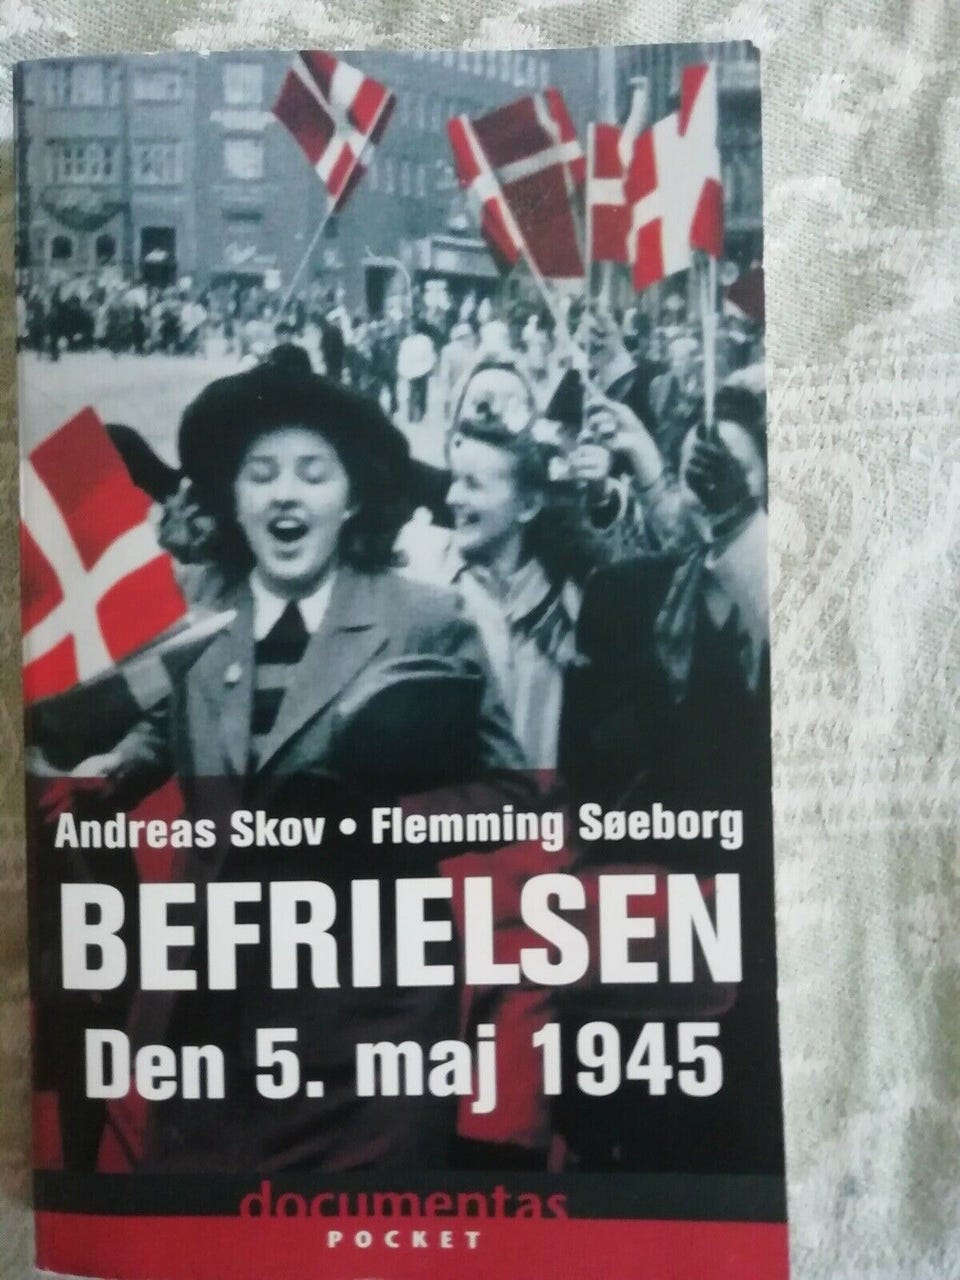 Andreas Skov • Flemming Søeborg
BEFRIELSEN
Den 5. maj 1945
documentas
POCKET